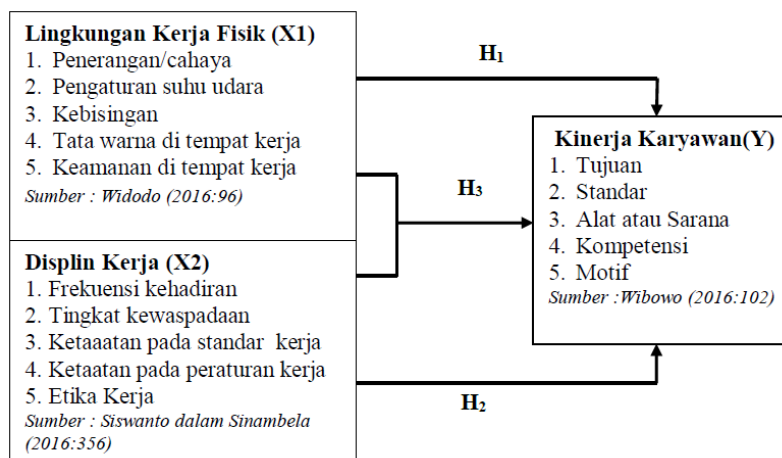 Lingkungan Kerja Fisik (X1)
1. Penerangan/cahaya
2. Pengaturan suhu udara
3. Kebisingan
4. Tata warna di tempat kerja
5. Keamanan di tempat kerja
Sumber : Widodo (2016:96)
Displin Kerja (X2)
1. Frekuensi kehadiran
2. Tingkat kewaspadaan
3. Ketaaatan pada standar kerja
4. Ketaatan pada peraturan kerja
5. Etika Kerja
Sumber : Siswanto dalam Sinambela
(2016:356)
H1
H3
H2
Kinerja Karyawan(Y)
1. Tujuan
2. Standar
3. Alat atau Sarana
4. Kompetensi
5. Motif
Sumber :Wibowo (2016:102)